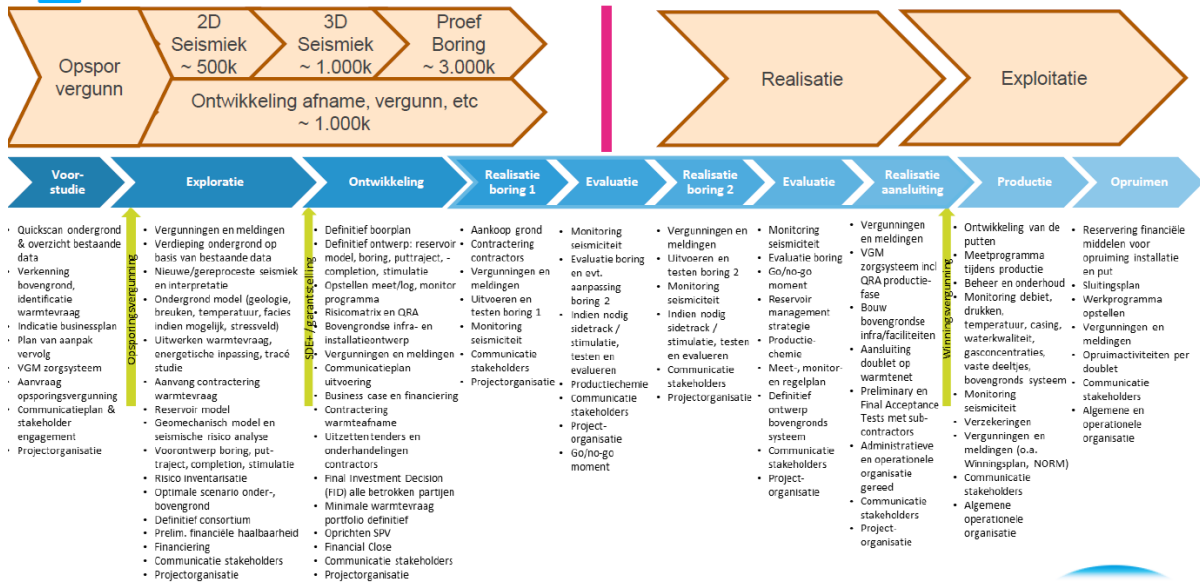 Opspor
vergunn
2D
Seismiek
~ 500k
3D
Seismiek
~ 1.000k
Proef
Boring
~ 3.000k
Ontwikkeling afname, vergunn, etc
~ 1.000k
Realisatie
Exploitatie
Voor-
studie
Exploratie
Ontwikkeling
Realisatie
boring 1
Evaluatie
Realisatie
boring 2
Evaluatie
Realisatie
aansluiting
Productie
Opruimen
• Quickscan ondergrond
& overzicht bestaande
data
• Verkenning
bovengrond,
identificatie
warmtevraag
• Indicatie businessplan
• Plan van aanpak
vervolg
• VGM zorgsysteem
• Aanvraag
opsporingsvergunning
• Communicatieplan &
stakeholder
engagement
• Projectorganisatie
Opsporingsvergunning
• Vergunningen en meldingen
• Verdieping ondergrond op
basis van bestaande data
• Nieuwe/gereproceste seismiek
en interpretatie
• Ondergrond model (geologie,
breuken, temperatuur, facies
indien mogelijk, stressveld)
• Uitwerken warmtevraag,
energetische inpassing, tracé
studie
• Aanvang contractering
warmtevraag
• Reservoir model
• Geomechanisch model en
seismische risico analyse
• Voorontwerp boring, put-
traject, completion, stimulatie
• Risico inventarisatie
• Optimale scenario onder-,
bovengrond
• Definitief consortium
• Prelim. financiële haalbaarheid
• Financiering
• Communicatie stakeholders
• Projectorganisatie
SDE+/garantstelling
• Definitief boorplan
• Definitief ontwerp: reservoir
model, boring, puttraject, -
completion, stimulatie
• Opstellen meet/log, monitor
programma
• Risicomatrix en QRA
• Bovengrondse infra- en
installatieontwerp
• Vergunningen en meldingen
• Communicatieplan
uitvoering
• Business case en financiering
• Contractering
warmteafname
• Uitzetten tenders en
onderhandelingen
contractors
• Final Investment Decision
(FID) alle betrokken partijen
• Minimale warmtevraag
portfolio definitief
• Oprichten SPV
• Financial Close
• Communicatie stakeholders
• Projectorganisatie
• Aankoop grond
• Contractering
contractors
• Vergunningen en
meldingen
• Uitvoeren en
testen boring 1
• Monitoring
seismiciteit
• Communicatie
stakeholders
• Projectorganisatie
• Monitoring
seismiciteit
• Evaluatie boring
en evt.
aanpassing
boring 2
• Indien nodig
sidetrack /
stimulatie,
testen en
evalueren
• Productiechemie
• Communicatie
stakeholders
• Project-
organisatie
• Go/no-go
moment
• Vergunningen en
meldingen
• Uitvoeren en
testen boring 2
• Monitoring
seismiciteit
• Indien nodig
sidetrack /
stimulatie, testen
en evalueren
• Communicatie
stakeholders
• Projectorganisatie
• Monitoring
seismiciteit
• Evaluatie boring
• Go/no-go
moment
• Reservoir
management
strategie
• Productie-
chemie
• Meet-, monitor-
en regelplan
• Definitief
ontwerp
bovengronds
systeem
• Communicatie
stakeholders
• Project-
organisatie
• Vergunningen
en meldingen
• VGM
zorgsysteem incl
QRA productie-
fase
• Bouw
bovengrondse
infra/faciliteiten
• Aansluiting
doublet op
warmtenet
• Preliminary en
Final Acceptance
Tests met sub-
contractors
• Administratieve
en operationele
organisatie
gereed
• Communicatie
stakeholders
• Project-
organisatie
Winningsvergunning
• Ontwikkeling van de
putten
• Meetprogramma
tijdens productie
• Beheer en onderhoud
• Monitoring debiet,
drukken,
temperatuur, casing,
waterkwaliteit,
gasconcentraties,
vaste deeltjes,
bovengronds systeem
• Monitoring
seismiciteit
• Verzekeringen
• Vergunningen en
meldingen (o.a.
Winningsplan, NORM)
• Communicatie
stakeholders
• Algemene
operationele
organisatie
• Reservering financiële
middelen voor
opruiming installatie
en put
• Sluitingsplan
• Werkprogramma
opstellen
• Vergunningen en
meldingen
• Opruimactiviteiten per
doublet
• Communicatie
stakeholders
• Algemene en
operationele
organisatie